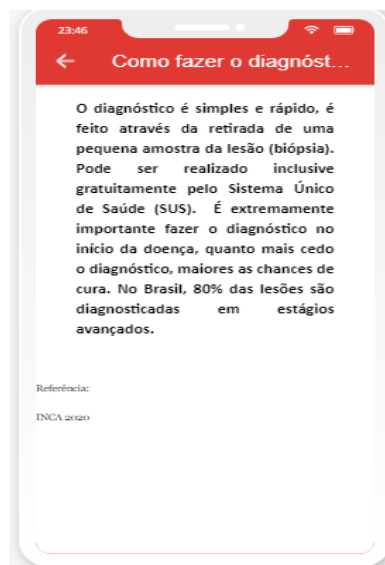 23:46
Como fazer o diagnóst...
O diagnóstico é simples e rápido, é
feito através da retirada de uma
pequena amostra da lesão (biópsia).
Pode ser realizado inclusive
gratuitamente pelo Sistema Único
de Saúde (SUS). É extremamente
importante fazer o diagnóstico no
início da doença, quanto mais cedo
o diagnóstico, maiores as chances de
cura. No Brasil, 80% das lesões são
diagnosticadas em estágios
avançados.
Referência:
INCA 2020